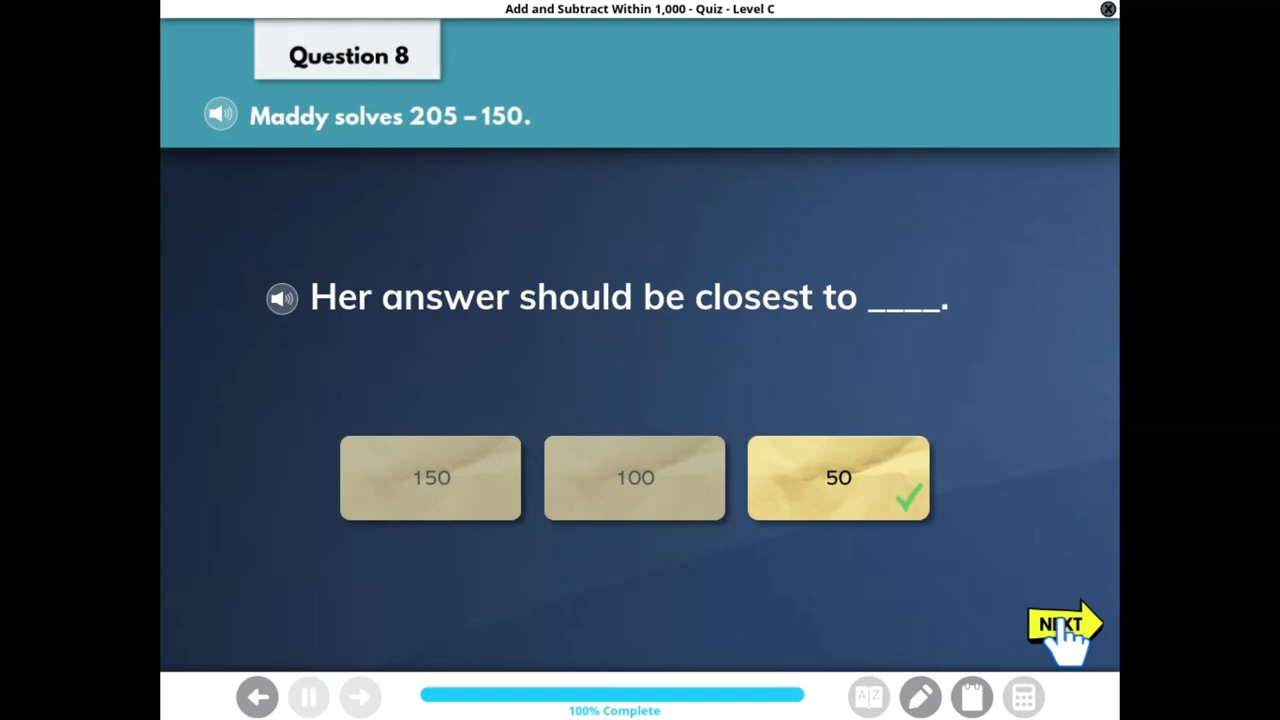 Add and Subtract Within 1,000 - Quiz - Level C
Question 8
Maddy solves 205 – 150.
Her answer should be closest to ____.
150
100
50
NEXT
A Z
100% Complete